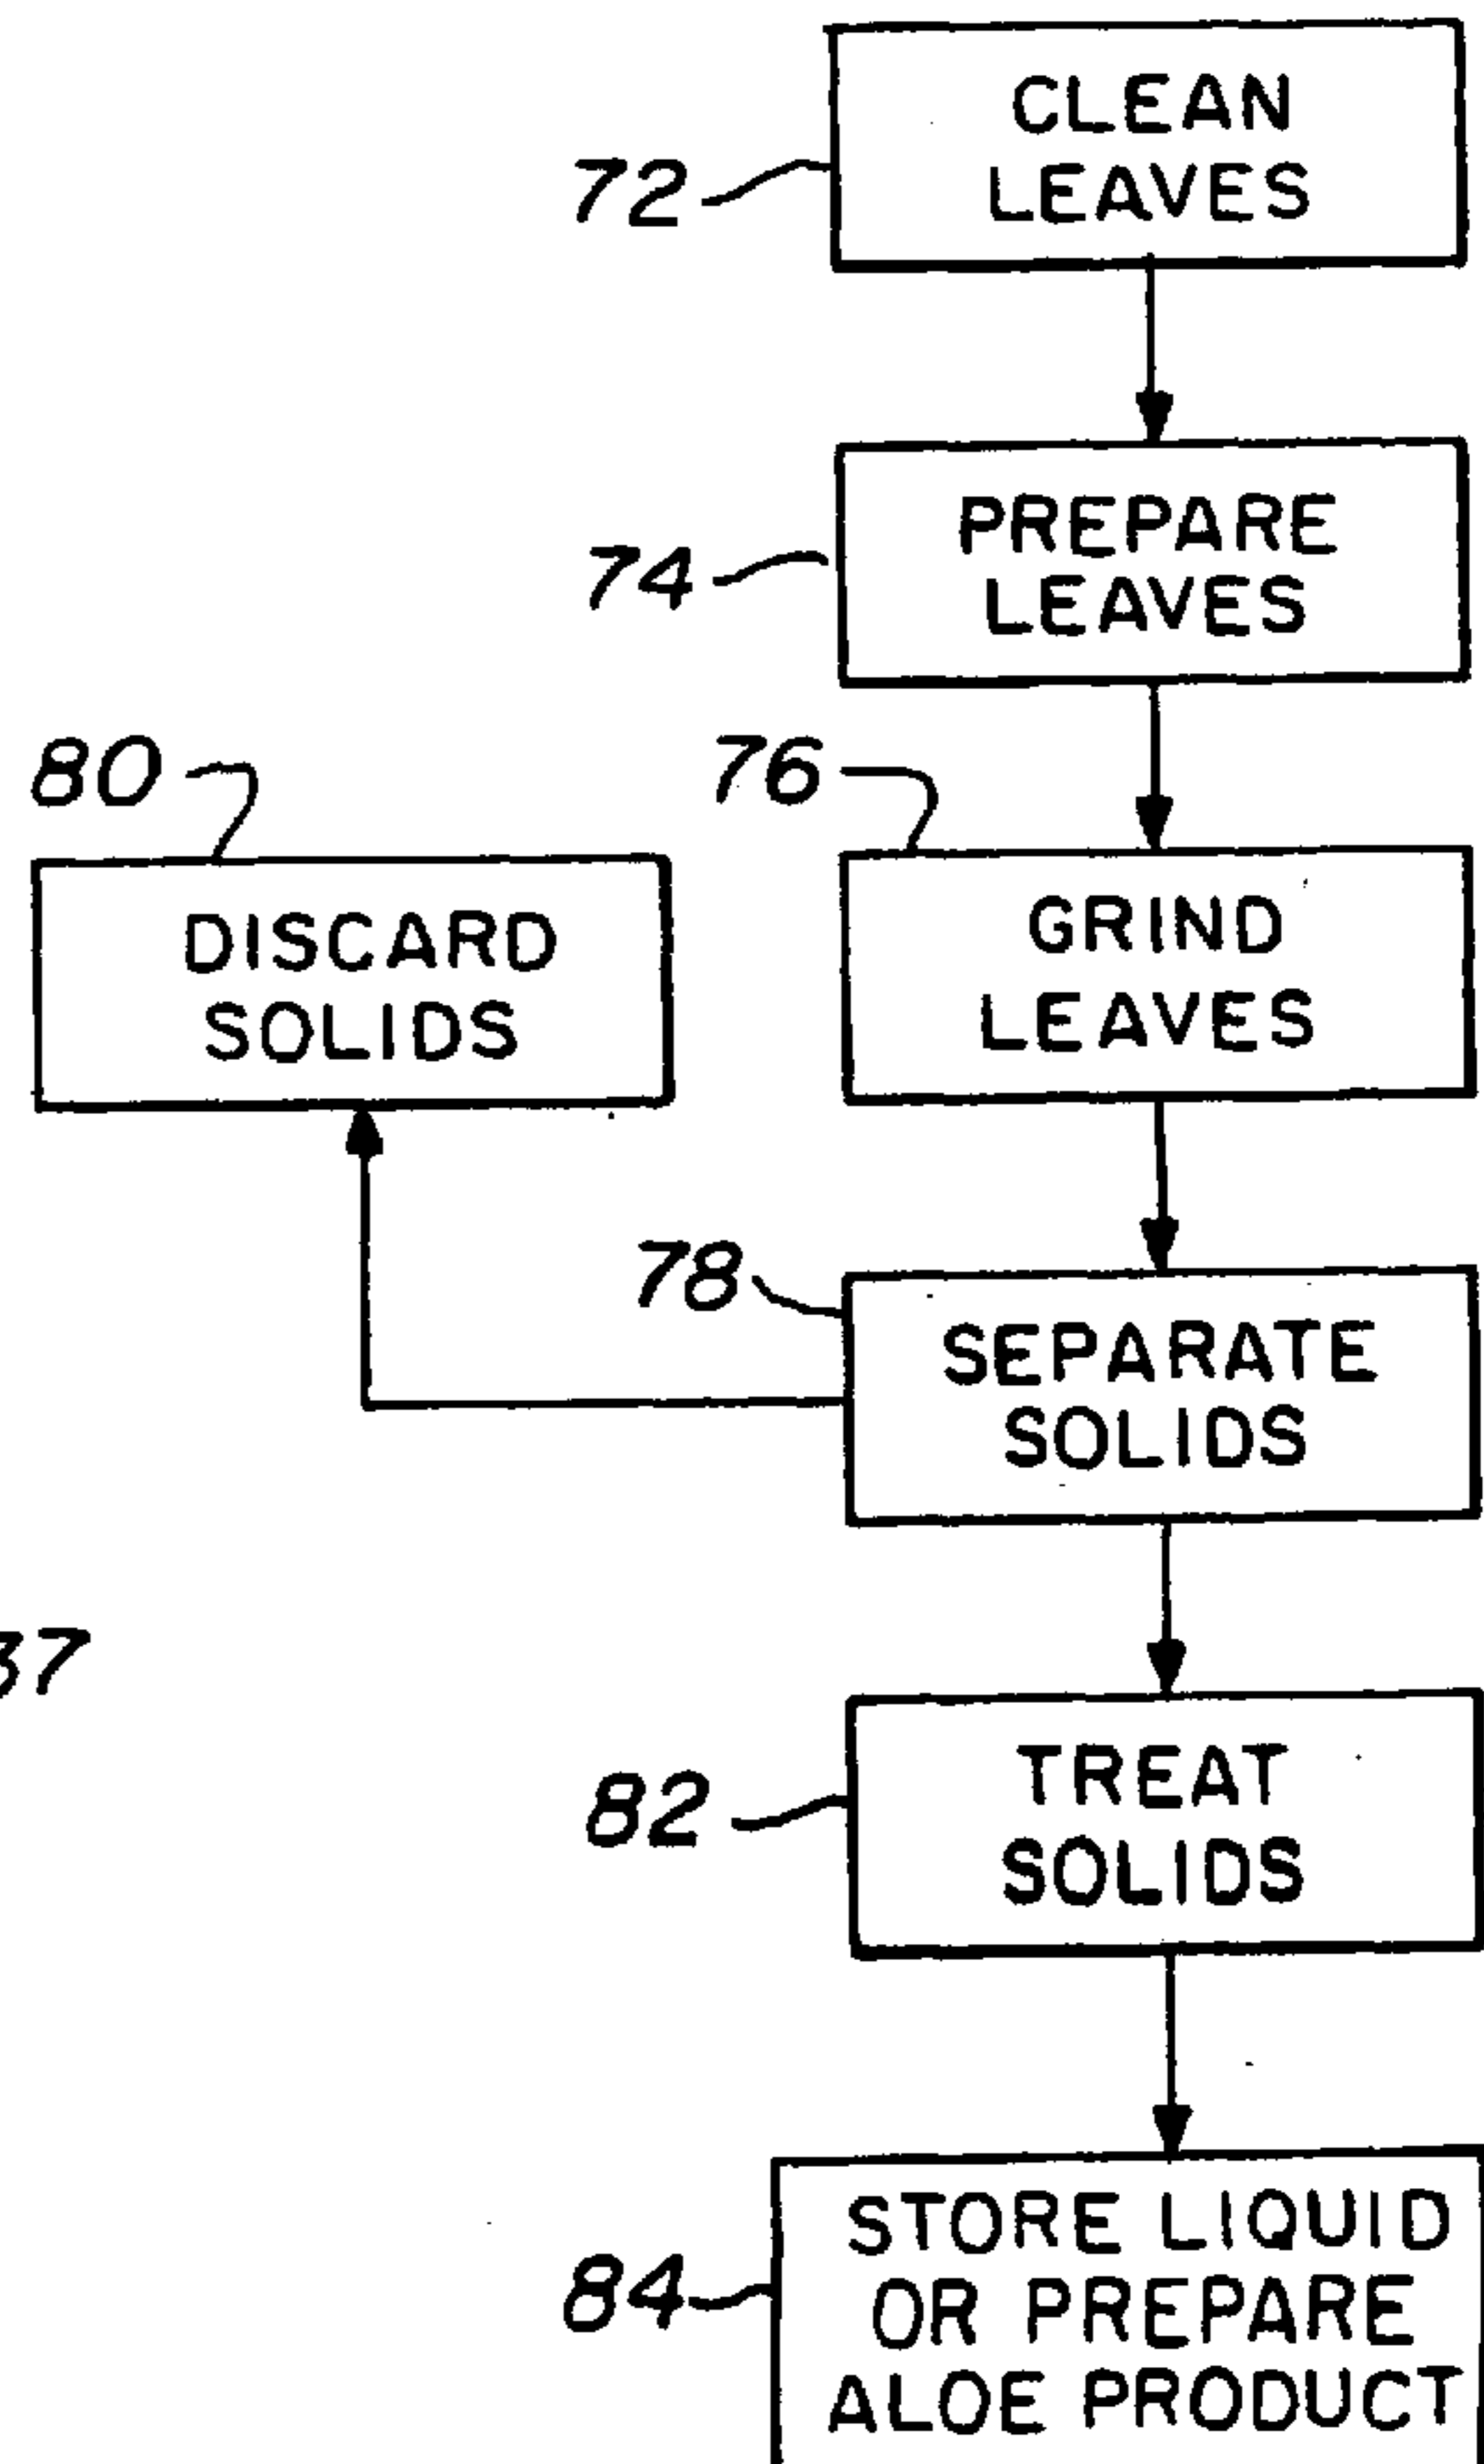 CLEAN
LEAVES
72
PREPARE
LEAVES
74
80
76
DISCARD
SOLIDS
GRIND
LEAVES
78
SEPARATE
SOLIDS
37
TREAT
SOLIDS
82
STORE LIQUID
OR PREPARE
ALOE PRODUCT
84